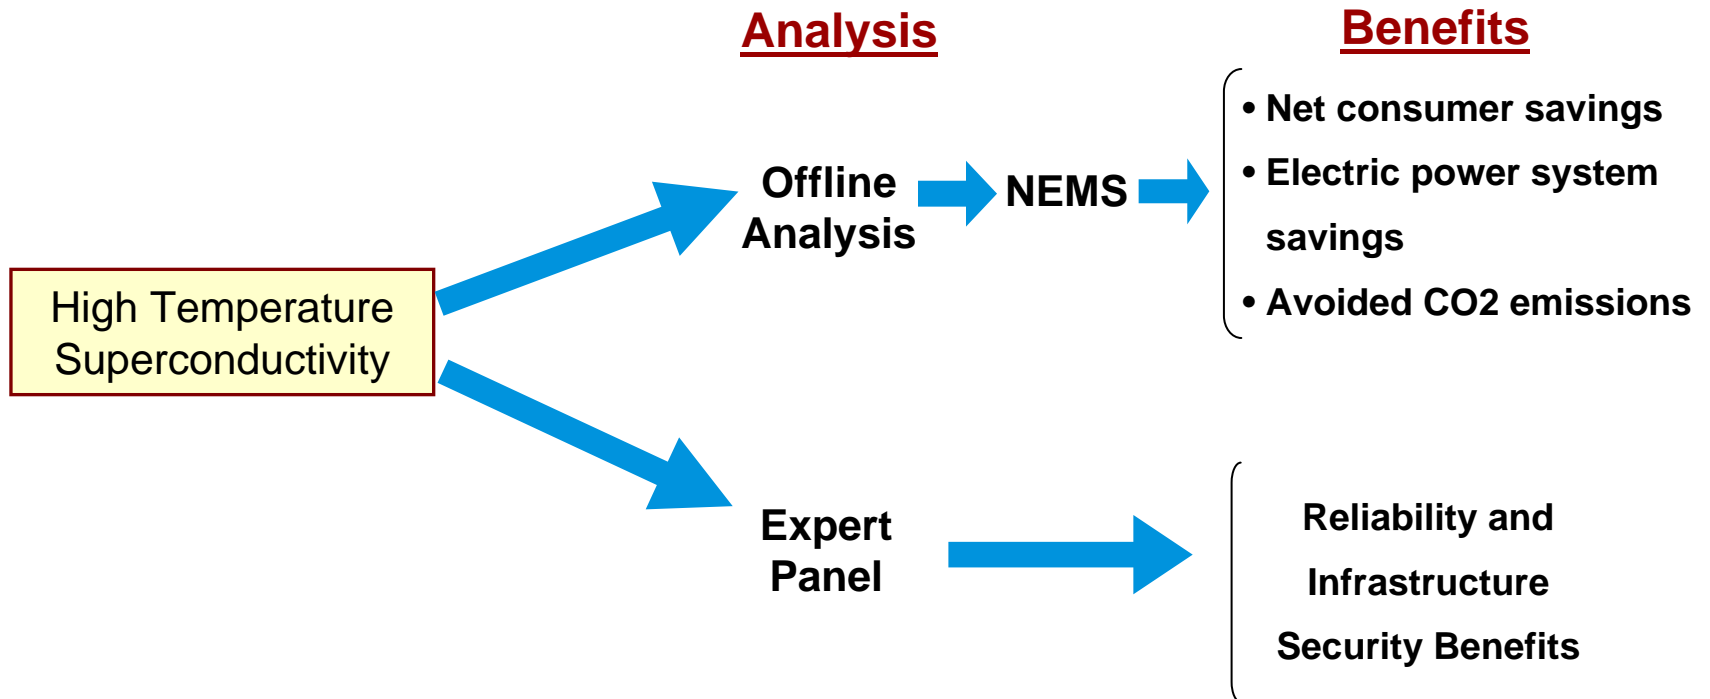 Analysis
Benefits
High Temperature
Superconductivity
Offline
Analysis
NEMS
• Net consumer savings
• Electric power system
savings
• Avoided CO2 emissions
Expert
Panel
Reliability and
Infrastructure
Security Benefits